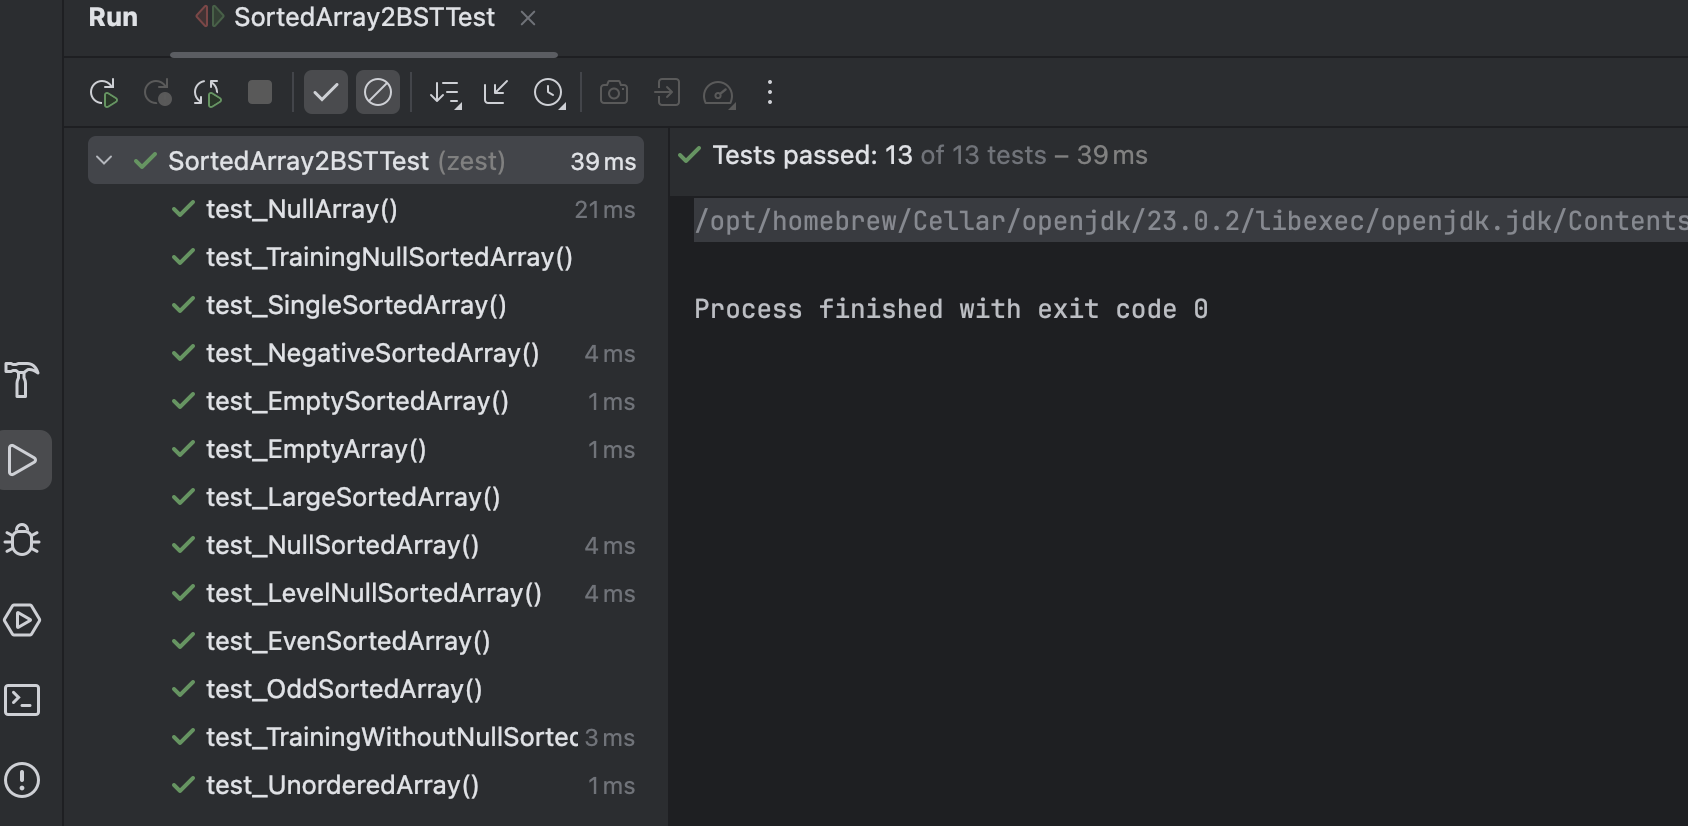 Run SortedArray2BSTTest
SortedArray2BSTTest (zest) 39 ms
test_NullArray() 21 ms
test_TrainingNullSortedArray()
test_SingleSortedArray()
test_NegativeSortedArray() 4 ms
test_EmptySortedArray() 1 ms
test_EmptyArray() 1 ms
test_LargeSortedArray()
test_NullSortedArray() 4 ms
test_LevelNullSortedArray() 4 ms
test_EvenSortedArray()
test_OddSortedArray()
test_TrainingWithoutNullSorted 3 ms
test_UnorderedArray() 1 ms
Tests passed: 13 of 13 tests – 39 ms
/opt/homebrew/Cellar/openjdk/23.0.2/libexec/openjdk.jdk/Contents
Process finished with exit code 0